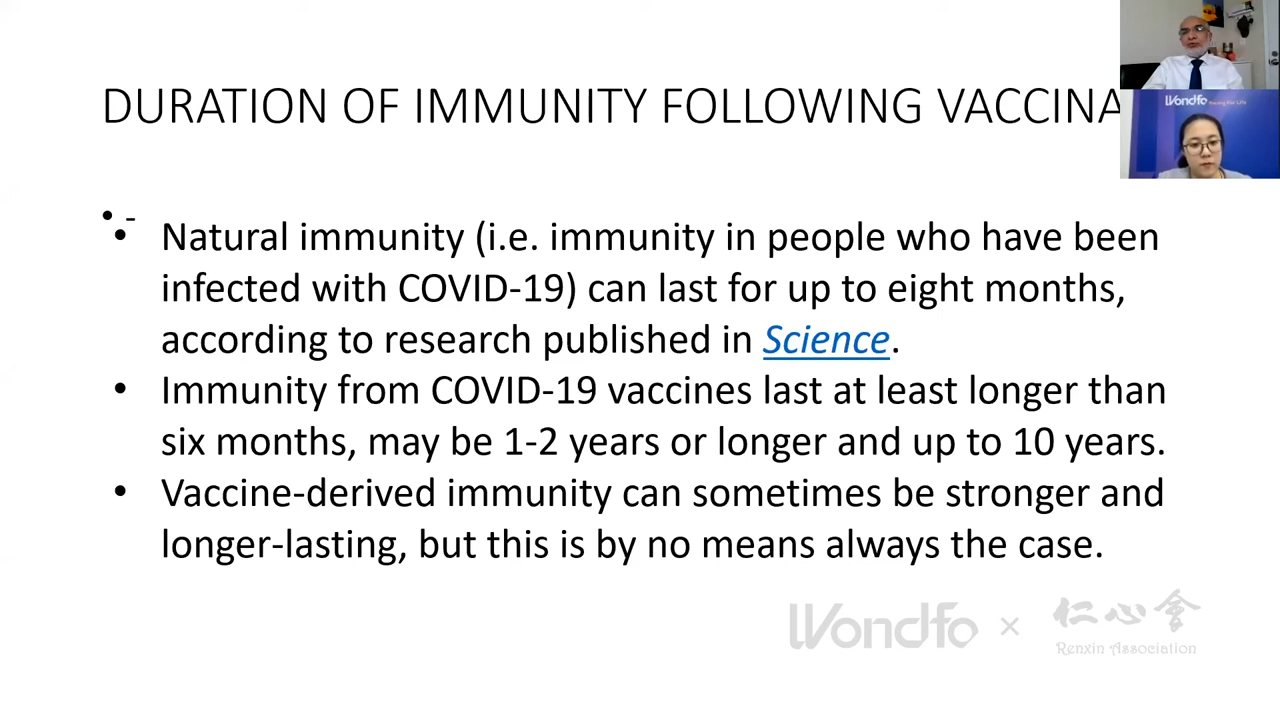 DURATION OF IMMUNITY FOLLOWING VACCINA
Wondfo
• -
• Natural immunity (i.e. immunity in people who have been
infected with COVID-19) can last for up to eight months,
according to research published in Science.
• Immunity from COVID-19 vaccines last at least longer than
six months, may be 1-2 years or longer and up to 10 years.
• Vaccine-derived immunity can sometimes be stronger and
longer-lasting, but this is by no means always the case.
Wondfo × 仁心會
Renxin Association